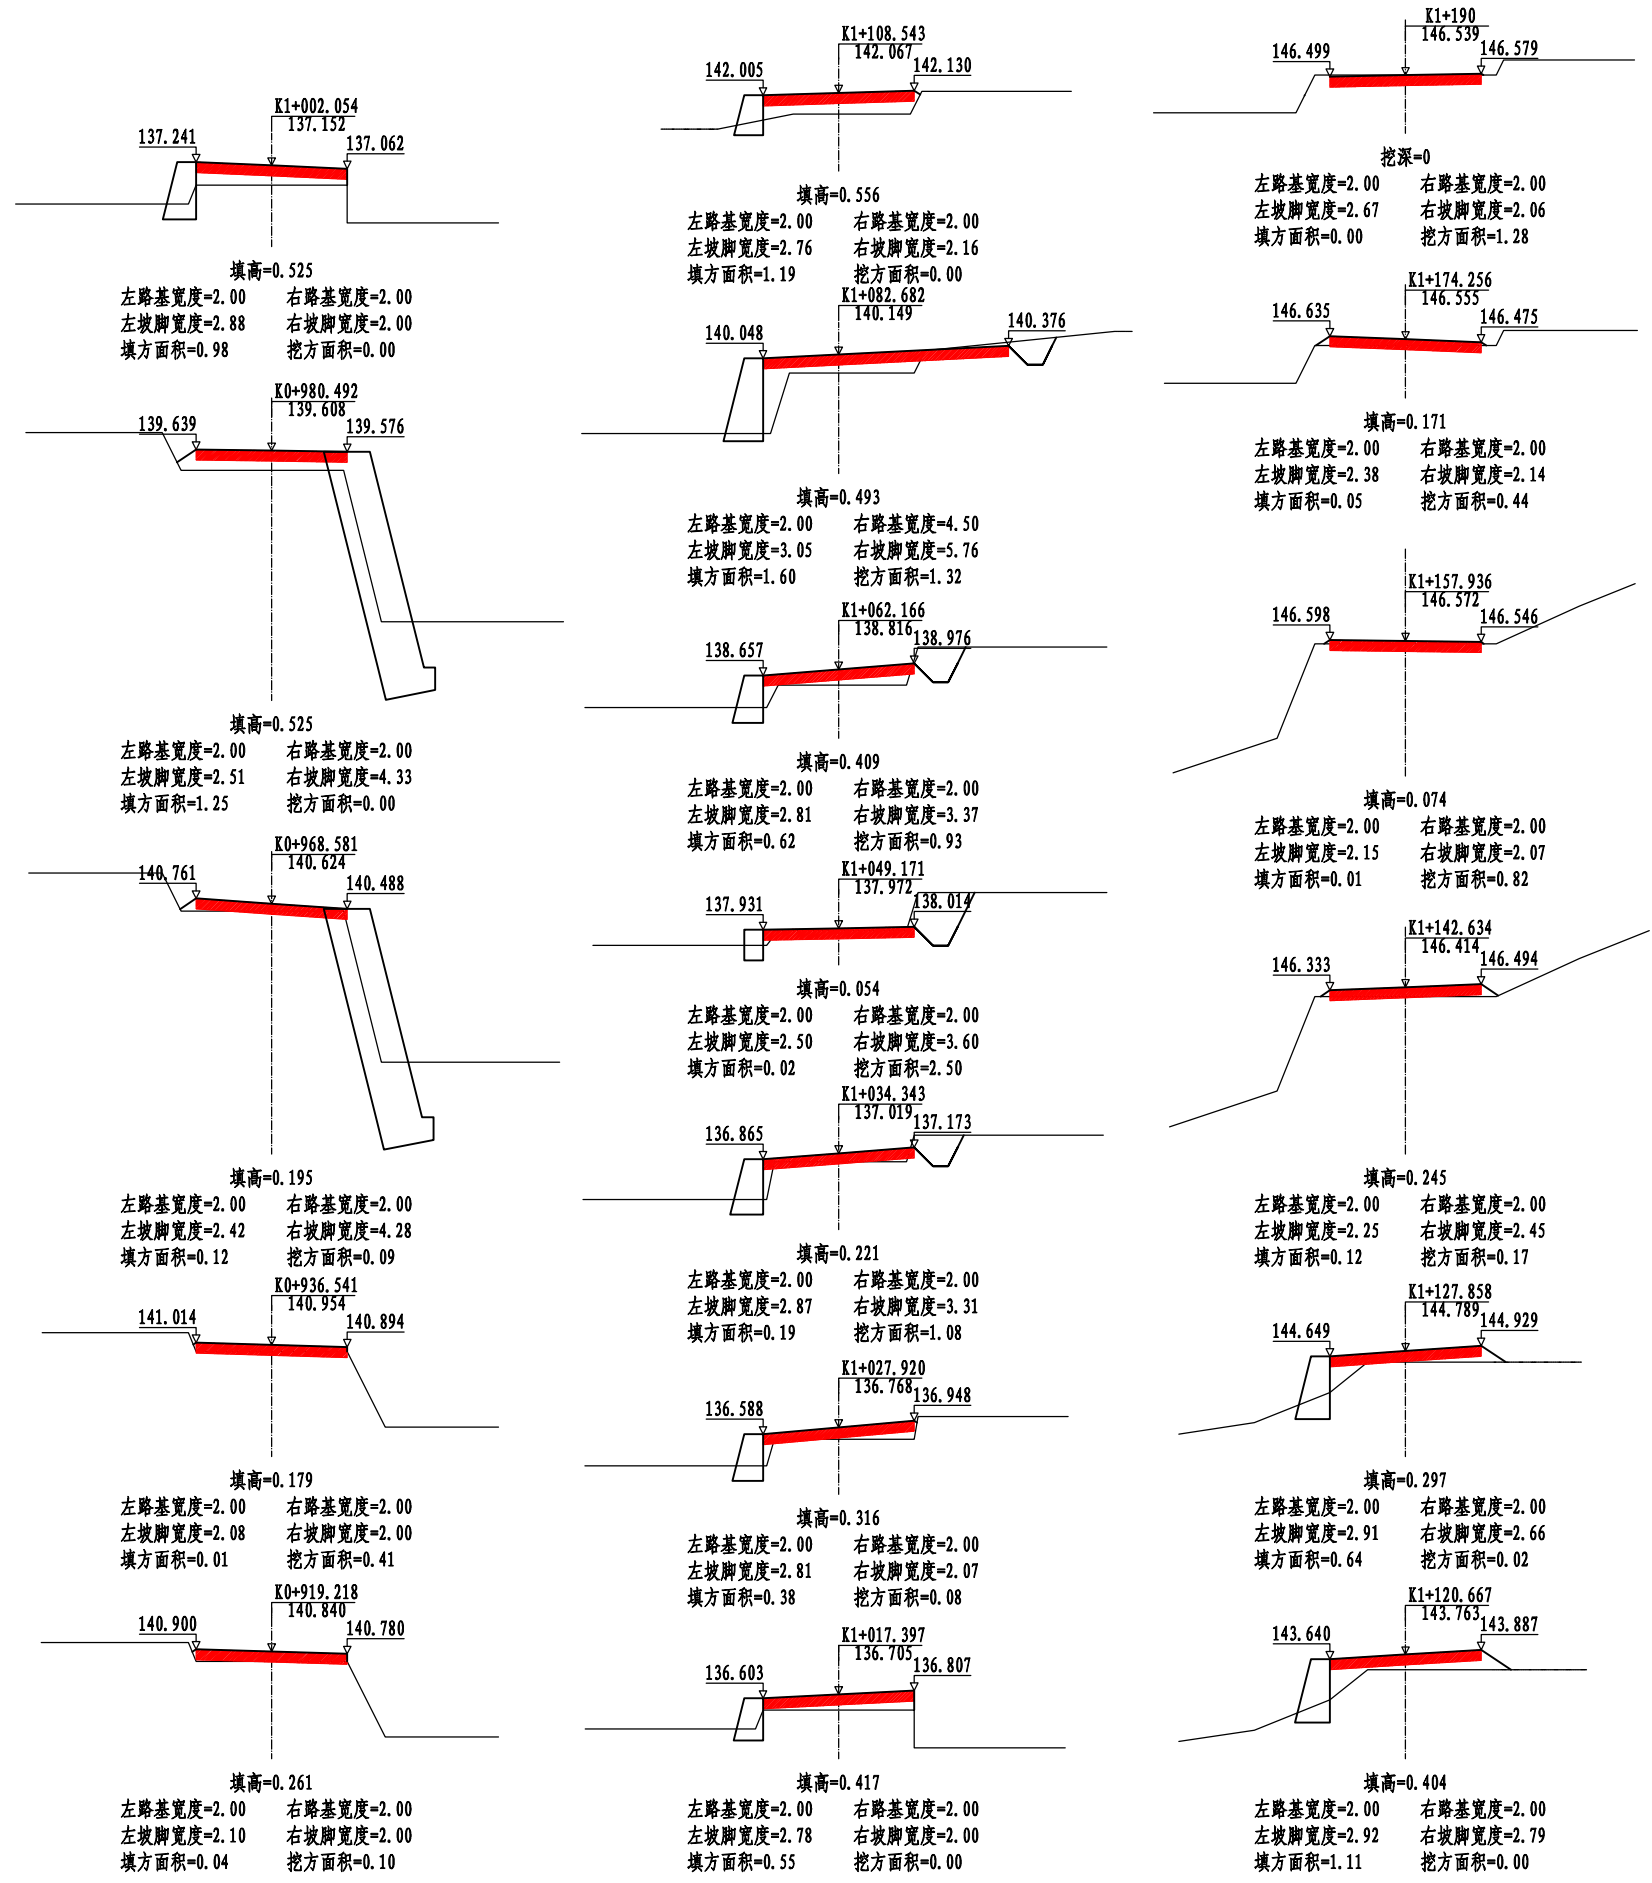 K1+002.054
137.152
137.241
137.062
填高=0.525
左路基宽度=2.00 右路基宽度=2.00
左坡脚宽度=2.88 右坡脚宽度=2.00
填方面积=0.98 挖方面积=0.00
K0+980.492
139.608
139.639
139.576
填高=0.525
左路基宽度=2.00 右路基宽度=2.00
左坡脚宽度=2.51 右坡脚宽度=4.33
填方面积=1.25 挖方面积=0.00
K0+968.581
140.624
140.761
140.488
填高=0.195
左路基宽度=2.00 右路基宽度=2.00
左坡脚宽度=2.42 右坡脚宽度=4.28
填方面积=0.12 挖方面积=0.09
K0+936.541
140.954
141.014
140.894
填高=0.179
左路基宽度=2.00 右路基宽度=2.00
左坡脚宽度=2.08 右坡脚宽度=2.00
填方面积=0.01 挖方面积=0.41
K0+919.218
140.840
140.900
140.780
填高=0.261
左路基宽度=2.00 右路基宽度=2.00
左坡脚宽度=2.10 右坡脚宽度=2.00
填方面积=0.04 挖方面积=0.10
K1+108.543
142.067
142.005
142.130
填高=0.556
左路基宽度=2.00 右路基宽度=2.00
左坡脚宽度=2.76 右坡脚宽度=2.16
填方面积=1.19 挖方面积=0.00
K1+082.682
140.149
140.048
140.376
填高=0.493
左路基宽度=2.00 右路基宽度=4.50
左坡脚宽度=3.05 右坡脚宽度=5.76
填方面积=1.60 挖方面积=1.32
K1+062.166
138.816
138.657
138.976
填高=0.409
左路基宽度=2.00 右路基宽度=2.00
左坡脚宽度=2.81 右坡脚宽度=3.37
填方面积=0.62 挖方面积=0.93
K1+049.171
137.972
137.931
138.014
填高=0.054
左路基宽度=2.00 右路基宽度=2.00
左坡脚宽度=2.50 右坡脚宽度=3.60
填方面积=0.02 挖方面积=2.50
K1+034.343
137.019
136.865
137.173
填高=0.221
左路基宽度=2.00 右路基宽度=2.00
左坡脚宽度=2.87 右坡脚宽度=3.31
填方面积=0.19 挖方面积=1.08
K1+027.920
136.768
136.588
136.948
填高=0.316
左路基宽度=2.00 右路基宽度=2.00
左坡脚宽度=2.81 右坡脚宽度=2.07
填方面积=0.38 挖方面积=0.08
K1+017.397
136.705
136.603
136.807
填高=0.417
左路基宽度=2.00 右路基宽度=2.00
左坡脚宽度=2.78 右坡脚宽度=2.00
填方面积=0.55 挖方面积=0.00
K1+190
146.539
146.499
146.579
挖深=0
左路基宽度=2.00 右路基宽度=2.00
左坡脚宽度=2.67 右坡脚宽度=2.06
填方面积=0.00 挖方面积=1.28
K1+174.256
146.555
146.635
146.475
填高=0.171
左路基宽度=2.00 右路基宽度=2.00
左坡脚宽度=2.38 右坡脚宽度=2.14
填方面积=0.05 挖方面积=0.44
K1+157.936
146.572
146.598
146.546
填高=0.074
左路基宽度=2.00 右路基宽度=2.00
左坡脚宽度=2.15 右坡脚宽度=2.07
填方面积=0.01 挖方面积=0.82
K1+142.634
146.414
146.333
146.494
填高=0.245
左路基宽度=2.00 右路基宽度=2.00
左坡脚宽度=2.25 右坡脚宽度=2.45
填方面积=0.12 挖方面积=0.17
K1+127.858
144.789
144.649
144.929
填高=0.297
左路基宽度=2.00 右路基宽度=2.00
左坡脚宽度=2.91 右坡脚宽度=2.66
填方面积=0.64 挖方面积=0.02
K1+120.667
143.763
143.640
143.887
填高=0.404
左路基宽度=2.00 右路基宽度=2.00
左坡脚宽度=2.92 右坡脚宽度=2.79
填方面积=1.11 挖方面积=0.00